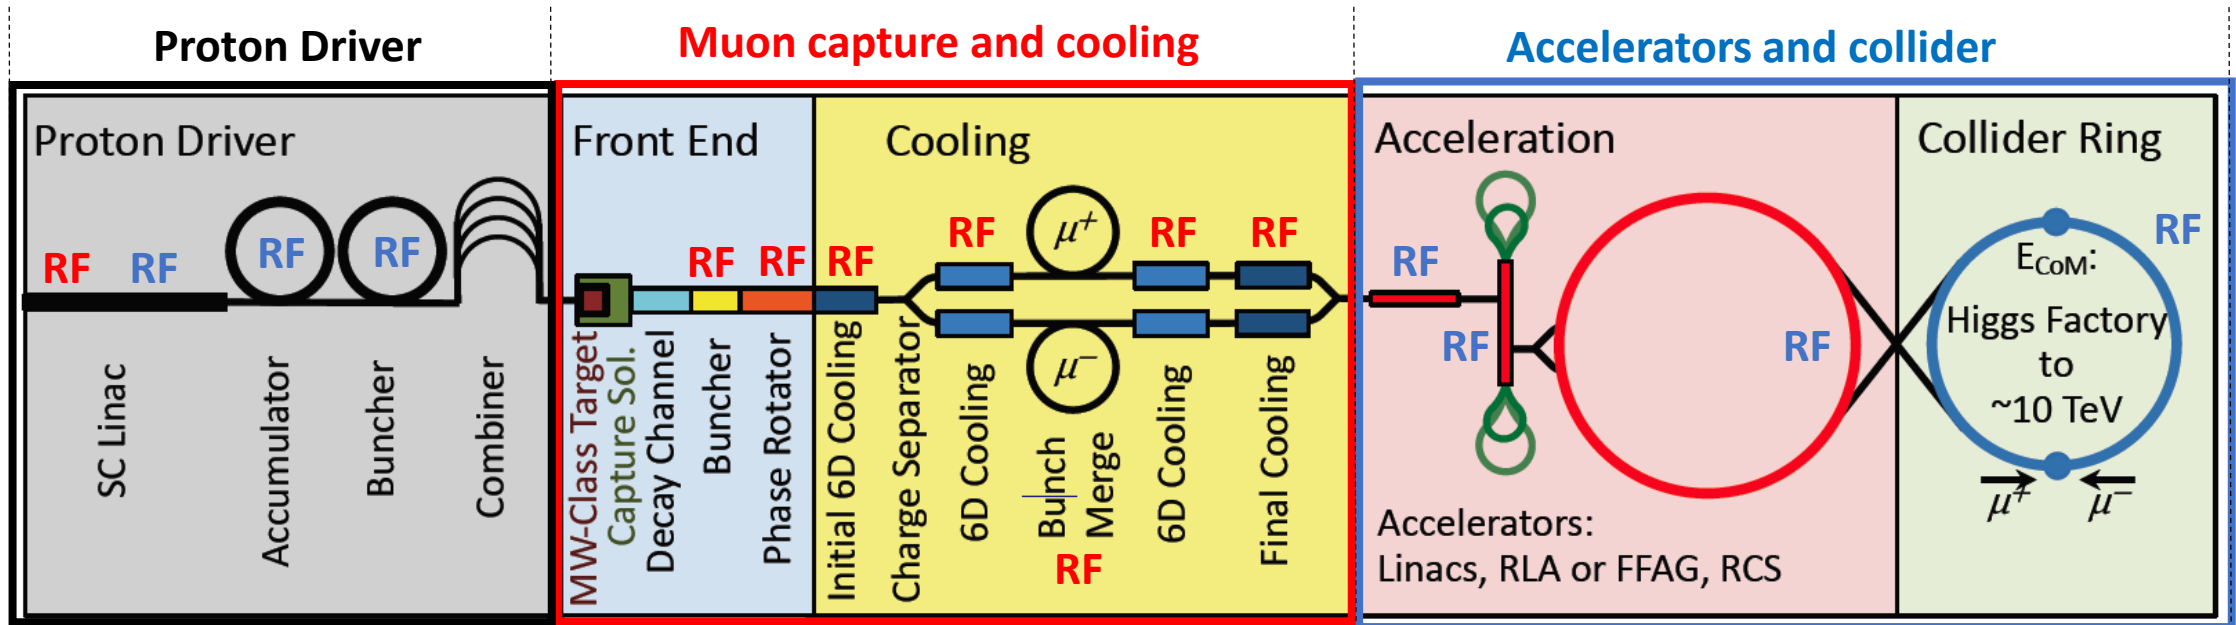 Proton Driver
Muon capture and cooling
Accelerators and collider
Proton Driver
RF
RF
RF
RF
SC Linac
Accumulator
Buncher
Combiner
Front End
RF
RF
MW-Class Target
Capture Sol.
Decay Channel
Buncher
Phase Rotator
Cooling
RF
RF
μ+
RF
RF
μ−
Initial 6D Cooling
Charge Separator
6D Cooling
Bunch
Merge
RF
6D Cooling
Final Cooling
Acceleration
RF
RF
RF
Accelerators:
Linacs, RLA or FFAG, RCS
Collider Ring
RF
ECoM:
Higgs Factory
to
~10 TeV
μ+ μ−